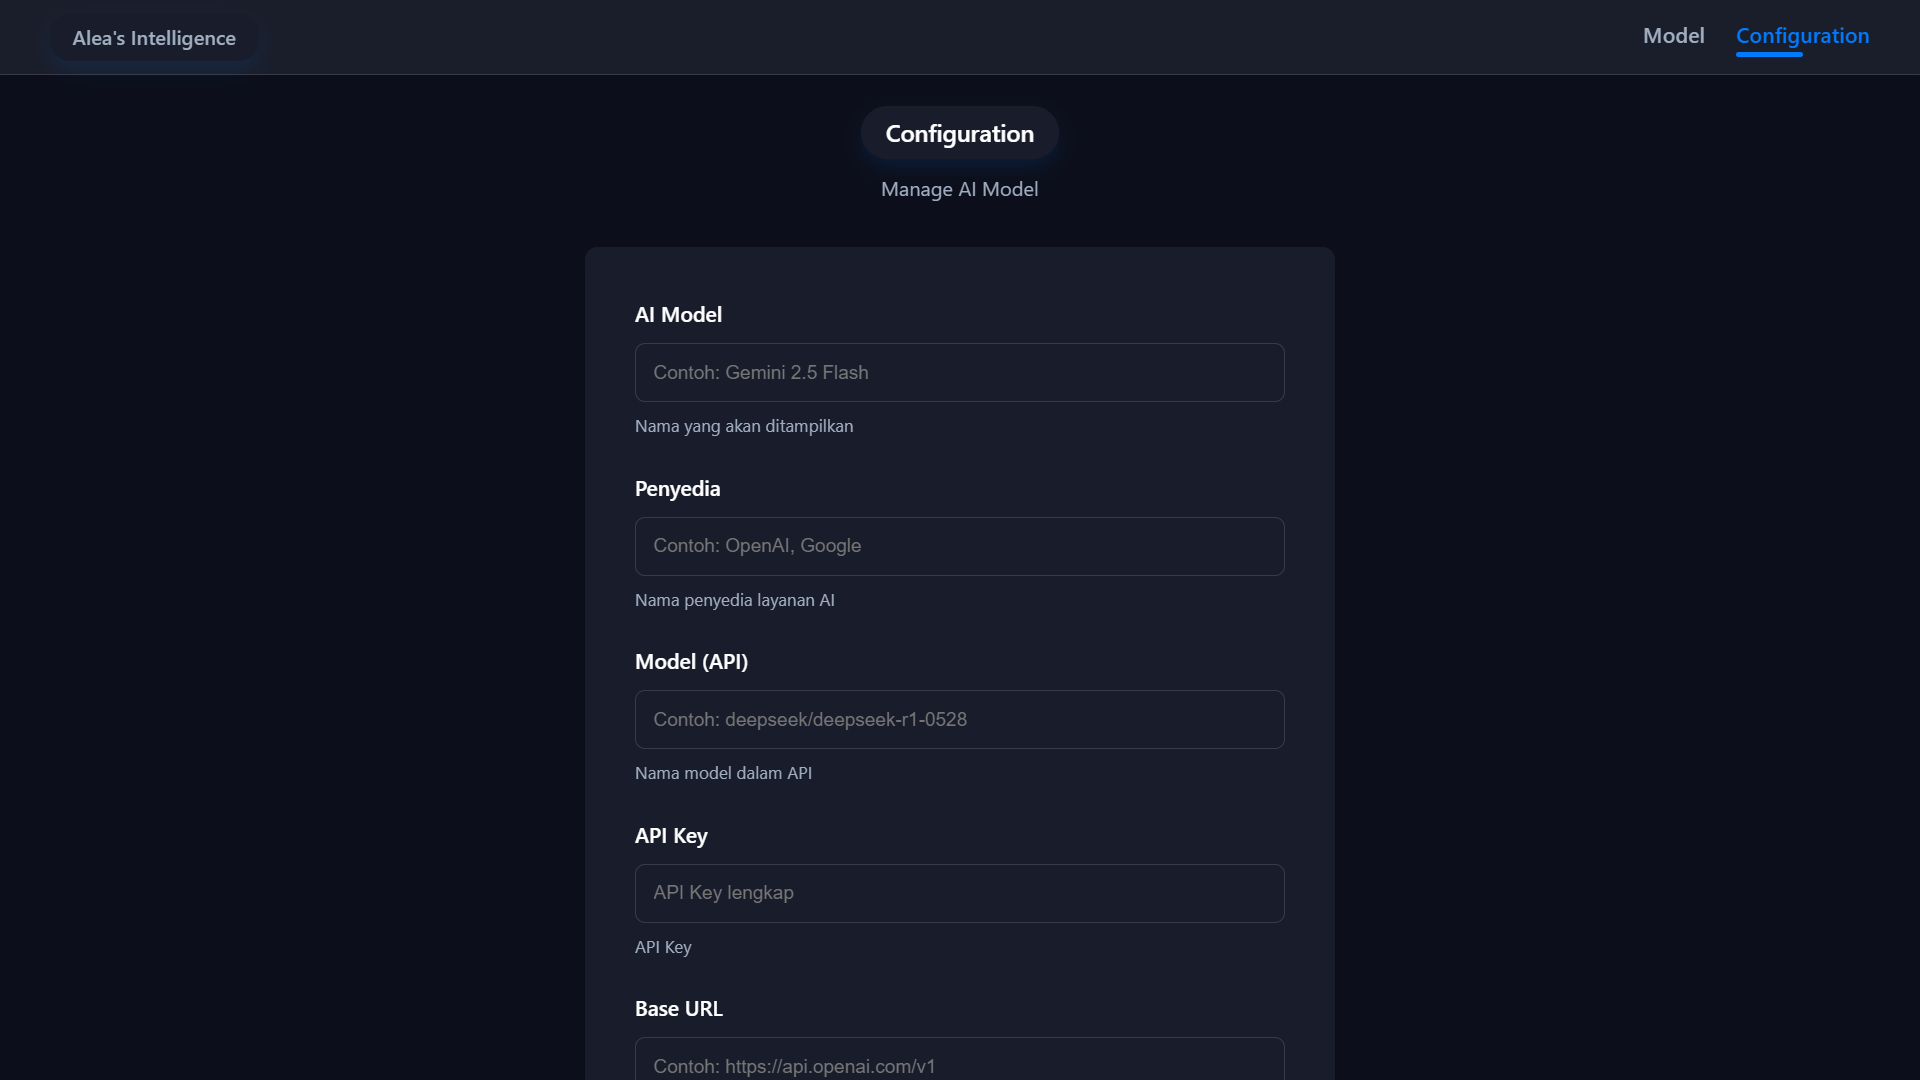 Alea's Intelligence
Model
Configuration
Configuration
Manage AI Model
AI Model
Contoh: Gemini 2.5 Flash
Nama yang akan ditampilkan
Penyedia
Contoh: OpenAI, Google
Nama penyedia layanan AI
Model (API)
Contoh: deepseek/deepseek-r1-0528
Nama model dalam API
API Key
API Key lengkap
API Key
Base URL
Contoh: https://api.openai.com/v1